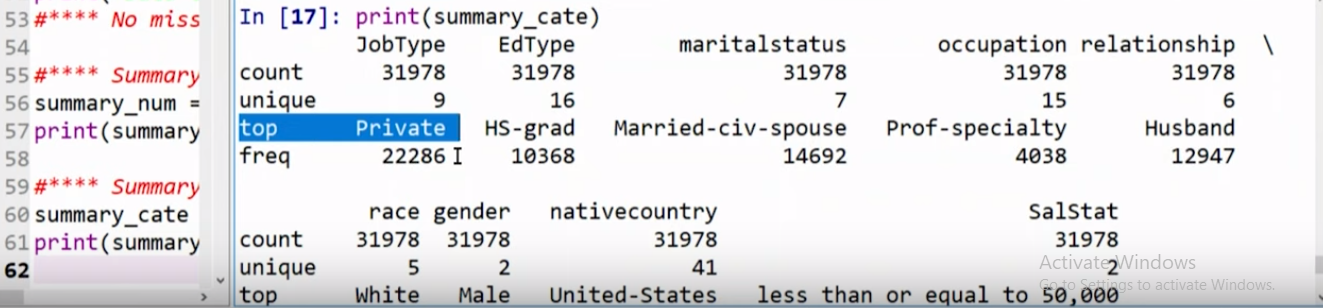 53 #**** No miss
54
55 #**** Summary
56 summary_num =
57 print(summary
58
59 #**** Summary
60 summary_cate
61 print(summary
62
In [17]: print(summary_cate)
JobType EdType maritalstatus occupation relationship \
count 31978 31978 31978 31978 31978
unique 9 16 7 15 6
top Private HS-grad Married-civ-spouse Prof-specialty Husband
freq 22286 10368 14692 4038 12947
race gender nativecountry SalStat
count 31978 31978 31978 31978
unique 5 2 41 2
top White Male United-States less than or equal to 50,000
Activate Windows
Go to Settings to activate Windows.